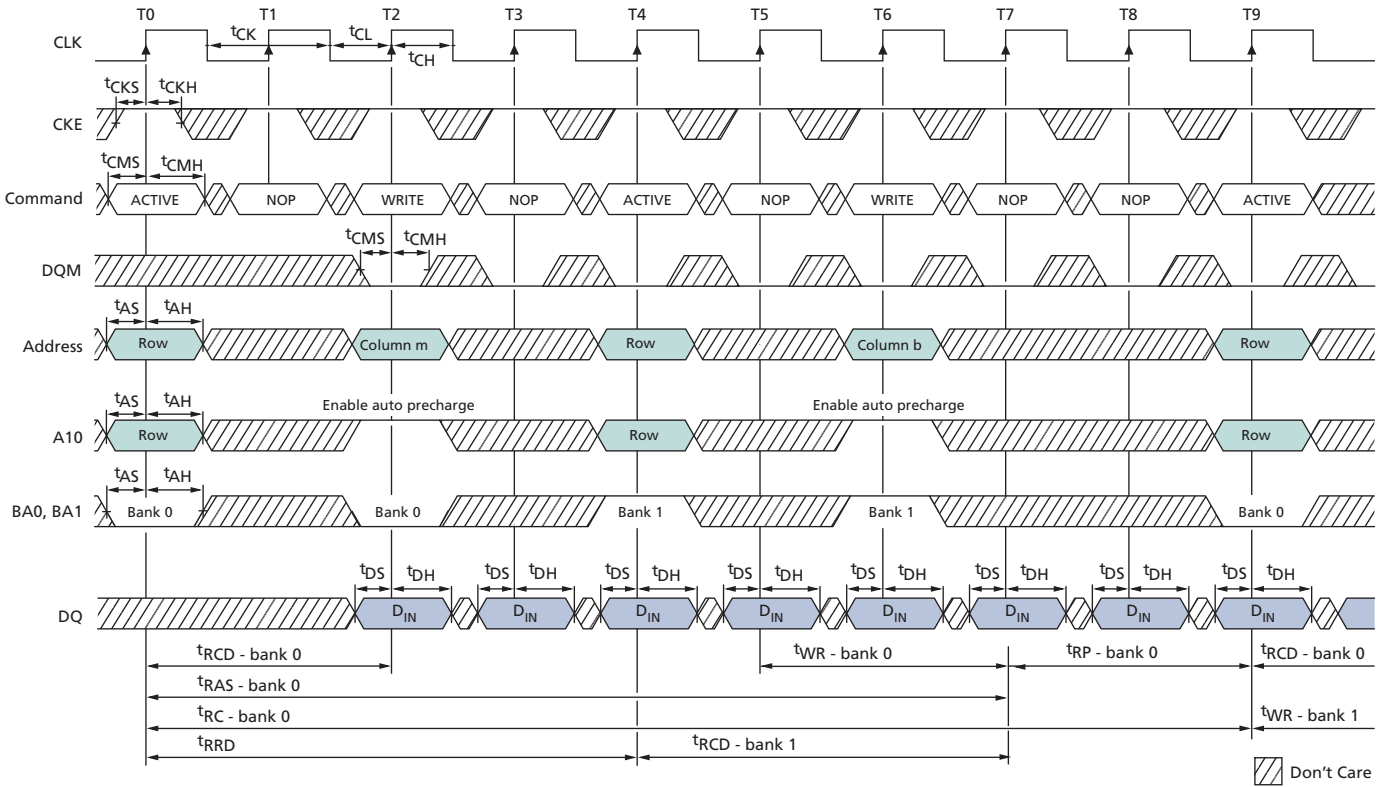 T0 T1 T2 T3 T4 T5 T6 T7 T8 T9
CLK
tCK tCL
tCH
tCKS tCKH
CKE
tCMS tCMH
Command ACTIVE NOP WRITE NOP ACTIVE NOP WRITE NOP NOP ACTIVE
tCMS tCMH
DQM
tAS tAH
Address Row Column m Row Column b Row
tAS tAH Enable auto precharge Enable auto precharge
A10 Row Row Row
tAS tAH
BA0, BA1 Bank 0 Bank 0 Bank 1 Bank 1 Bank 0
tDS tDH tDS tDH tDS tDH tDS tDH tDS tDH tDS tDH tDS tDH tDS tDH
DQ DIN DIN DIN DIN DIN DIN DIN DIN
tRCD - bank 0 tWR - bank 0 tRP - bank 0 tRCD - bank 0
tRAS - bank 0
tRC - bank 0 tWR - bank 1
tRRD tRCD - bank 1
Don't Care